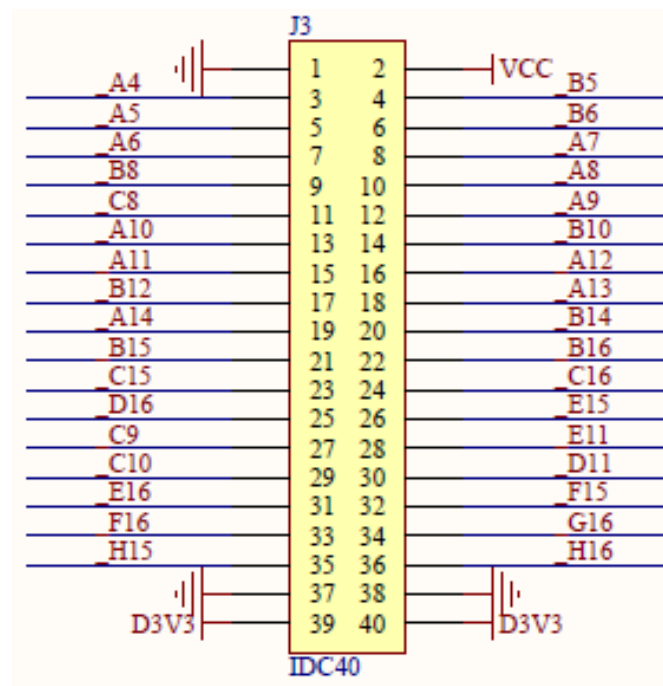 J3
1 2 VCC
_A4 3 4 _B5
_A5 5 6 _B6
_A6 7 8 _A7
_B8 9 10 _A8
_C8 11 12 _A9
_A10 13 14 _B10
_A11 15 16 _A12
_B12 17 18 _A13
_A14 19 20 _B14
_B15 21 22 _B16
_C15 23 24 _C16
_D16 25 26 _E15
_C9 27 28 _E11
_C10 29 30 _D11
_E16 31 32 _F15
_F16 33 34 _G16
_H15 35 36 _H16
37 38
D3V3 39 40 D3V3
IDC40